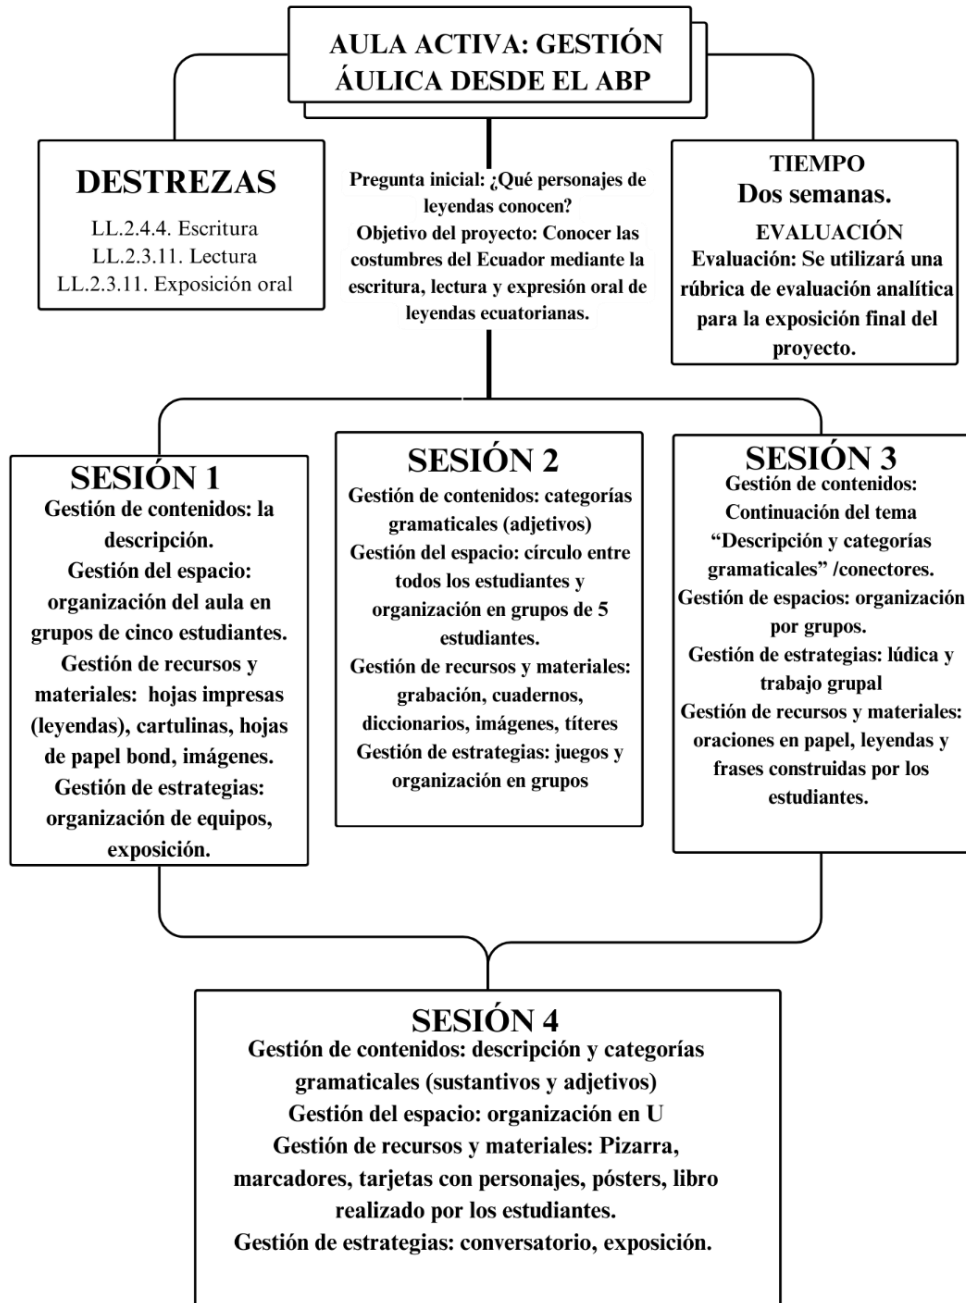 AULA ACTIVA: GESTIÓN
ÁULICA DESDE EL ABP
DESTREZAS
LL.2.4.4. Escritura
LL.2.3.11. Lectura
LL.2.3.11. Exposición oral
Pregunta inicial: ¿Qué personajes de
leyendas conocen?
Objetivo del proyecto: Conocer las
costumbres del Ecuador mediante la
escritura, lectura y expresión oral de
leyendas ecuatorianas.
TIEMPO
Dos semanas.
EVALUACIÓN
Evaluación: Se utilizará una
rúbrica de evaluación analítica
para la exposición final del
proyecto.
SESIÓN 1
Gestión de contenidos: la
descripción.
Gestión del espacio:
organización del aula en
grupos de cinco estudiantes.
Gestión de recursos y
materiales: hojas impresas
(leyendas), cartulinas, hojas
de papel bond, imágenes.
Gestión de estrategias:
organización de equipos,
exposición.
SESIÓN 2
Gestión de contenidos: categorías
gramaticales (adjetivos)
Gestión del espacio: círculo entre
todos los estudiantes y
organización en grupos de 5
estudiantes.
Gestión de recursos y materiales:
grabación, cuadernos,
diccionarios, imágenes, títeres
Gestión de estrategias: juegos y
organización en grupos
SESIÓN 3
Gestión de contenidos:
Continuación del tema
“Descripción y categorías
gramaticales” /conectores.
Gestión de espacios: organización
por grupos.
Gestión de estrategias: lúdica y
trabajo grupal
Gestión de recursos y materiales:
oraciones en papel, leyendas y
frases construidas por los
estudiantes.
SESIÓN 4
Gestión de contenidos: descripción y categorías
gramaticales (sustantivos y adjetivos)
Gestión del espacio: organización en U
Gestión de recursos y materiales: Pizarra,
marcadores, tarjetas con personajes, pósters, libro
realizado por los estudiantes.
Gestión de estrategias: conversatorio, exposición.